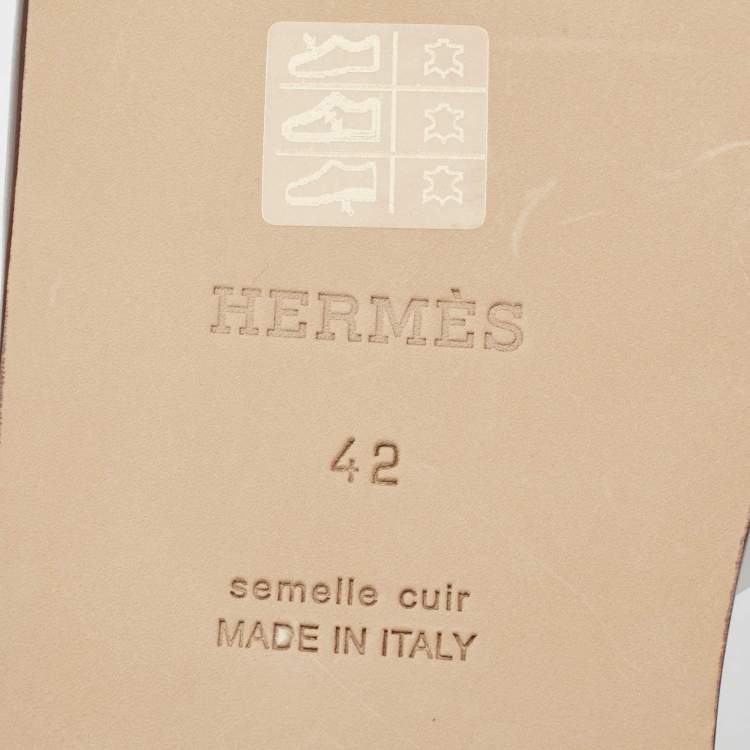 HERMÈS
42
semelle cuir
MADE IN ITALY